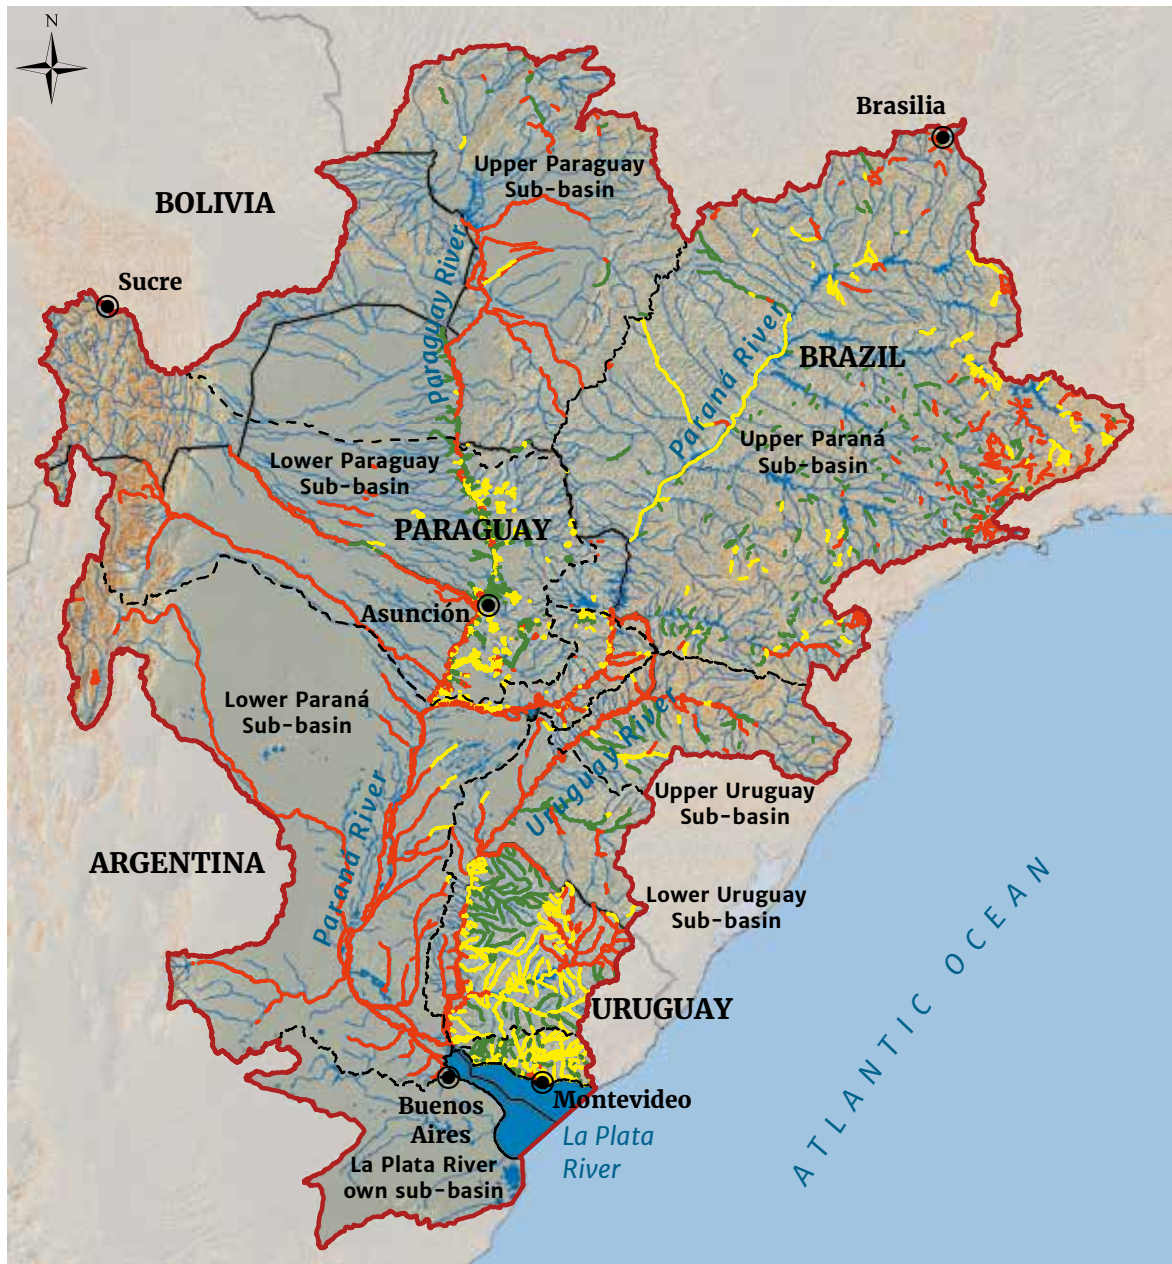 N
Brasilia
Upper Paraguay
Sub-basin
BOLIVIA
Paraguay River
Sucre
Paraguay River
Paraná River
BRAZIL
Upper Paraná
Sub-basin
Lower Paraguay
Sub-basin
PARAGUAY
Asunción
Lower Paraná
Sub-basin
Uruguay River
Upper Uruguay
Sub-basin
Paraná River
ARGENTINA
Lower Uruguay
Sub-basin
ATLANTIC OCEAN
URUGUAY
Buenos
Aires
Montevideo
La Plata
River
La Plata River
own sub-basin